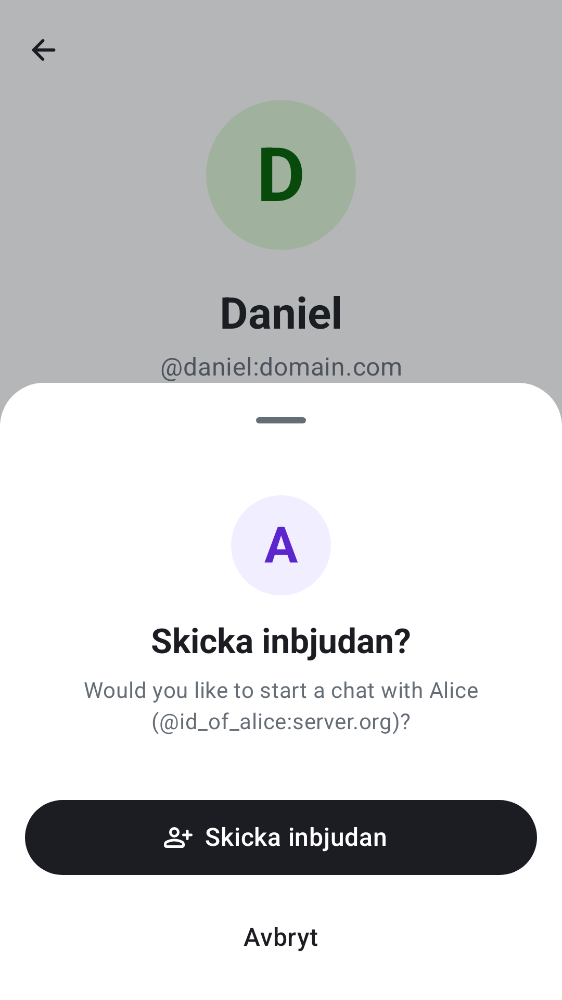 D
Daniel
@daniel:domain.com
A
Skicka inbjudan?
Would you like to start a chat with Alice
(@id_of_alice:server.org)?
Skicka inbjudan
Avbryt